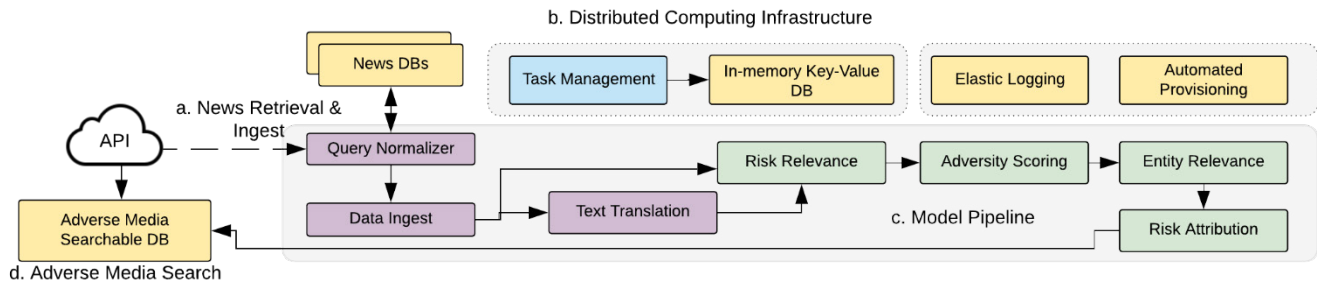 b. Distributed Computing Infrastructure
News DBs
Task Management
In-memory Key-Value
DB
Elastic Logging
Automated
Provisioning
a. News Retrieval &
Ingest
API
Query Normalizer
Risk Relevance
Adversity Scoring
Entity Relevance
Data Ingest
Text Translation
c. Model Pipeline
Risk Attribution
Adverse Media
Searchable DB
d. Adverse Media Search